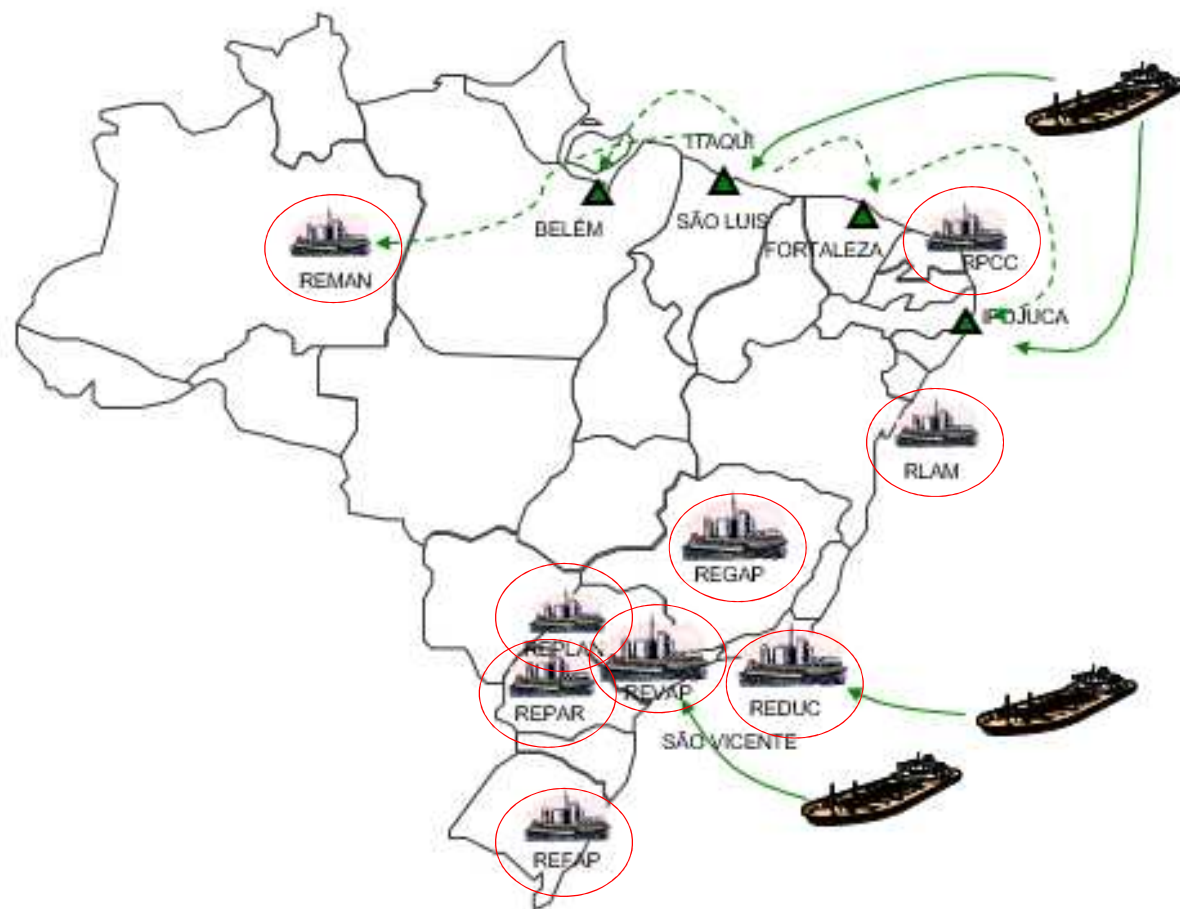 ITAQUI
BELÉM
SÃO LUIS
FORTALEZA
RPCC
REMAN
IPOJUCA
RLAM
REGAP
REPLAN
REVAP
REPAR
REDUC
SÃO VICENTE
REFAP